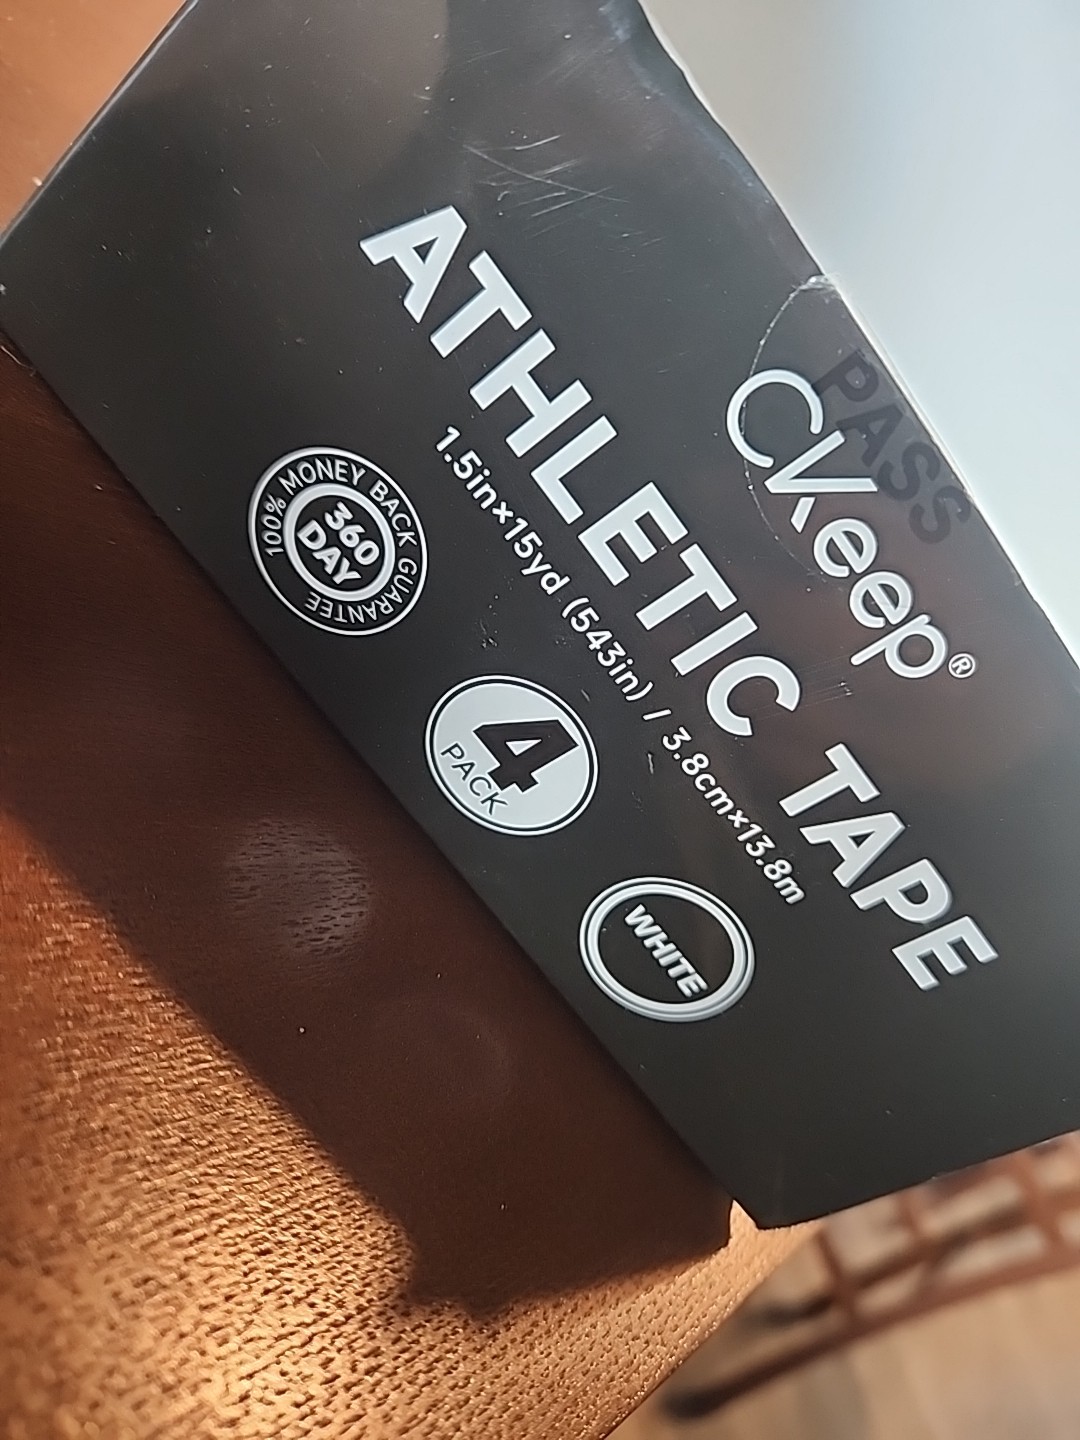 CKeep®
PASS
ATHLETIC TAPE
1.5in×15yd (543in) / 3.8cm×13.8m
100% MONEY BACK GUARANTEE
360
DAY
4
PACK
WHITE